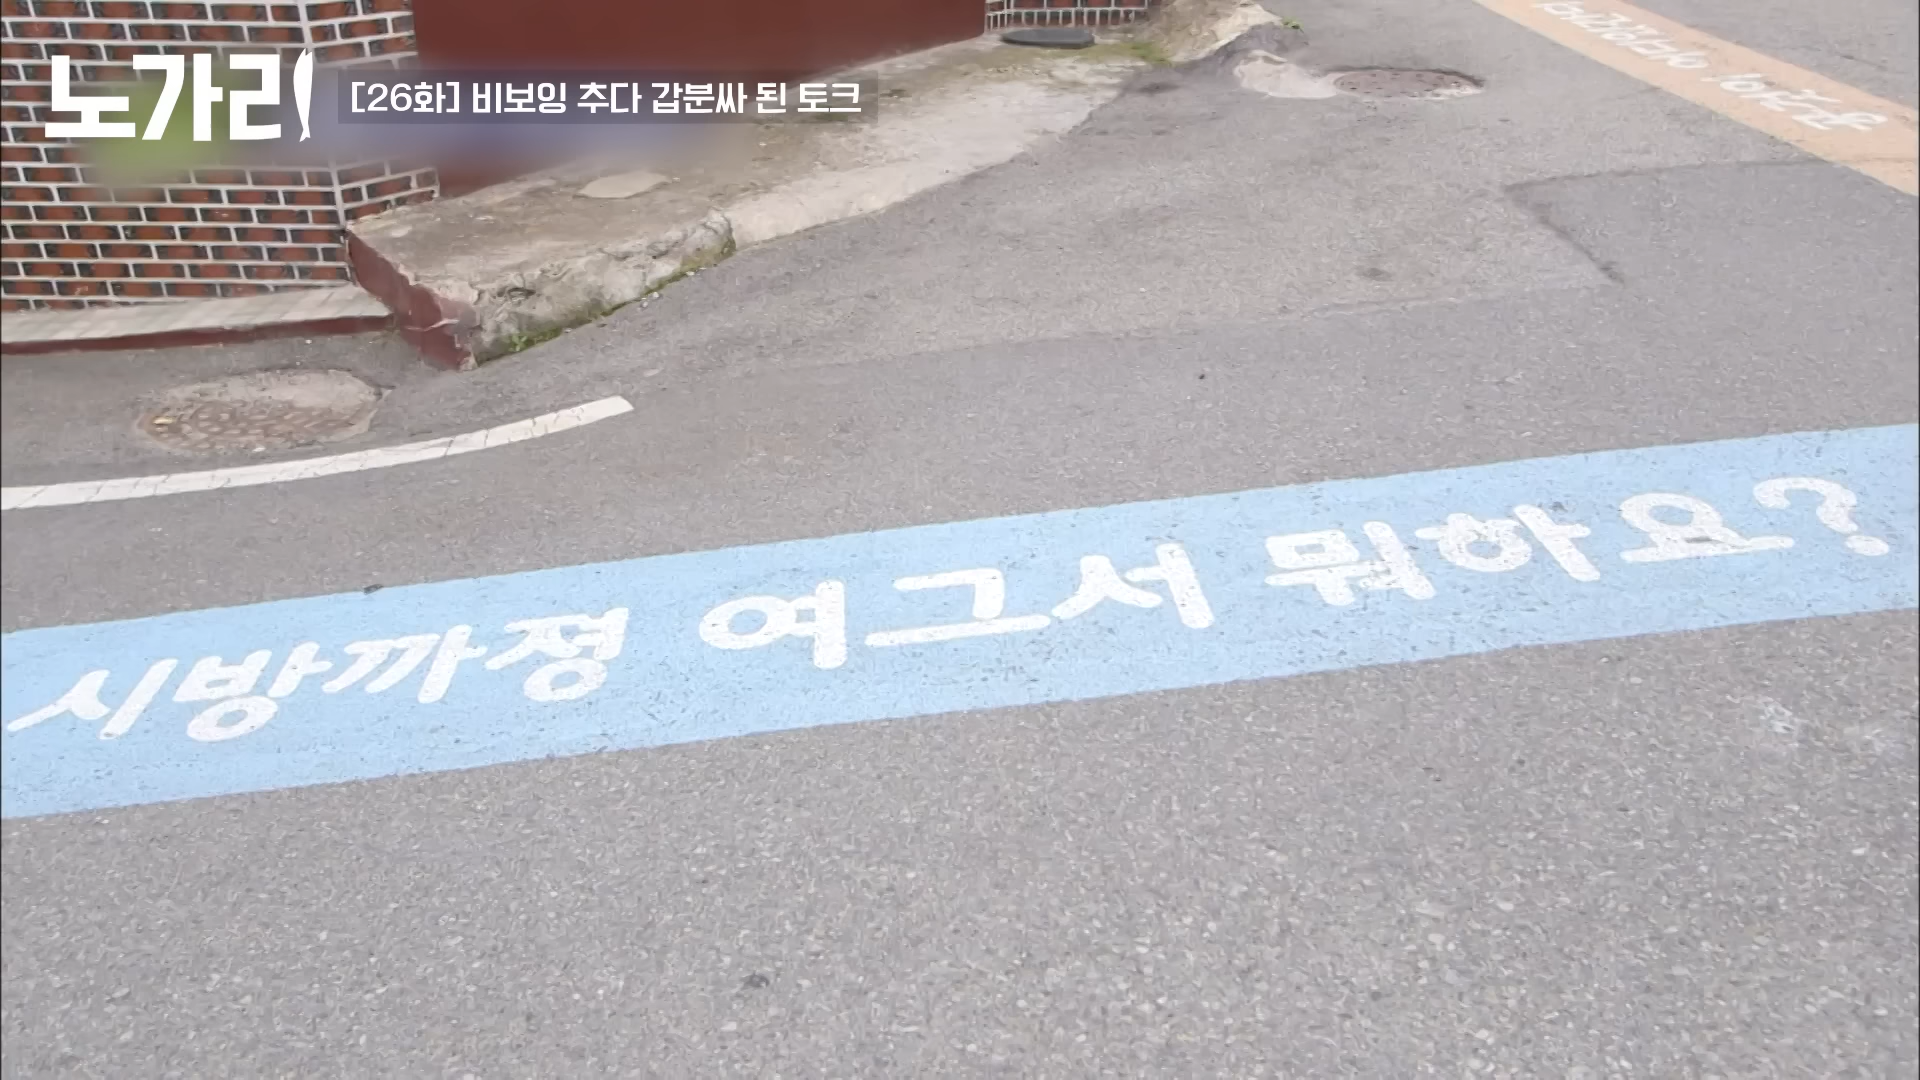 노가리
[26화] 비보잉 추다 갑분싸 된 토크
시방까졍 여그서 뭐하요?